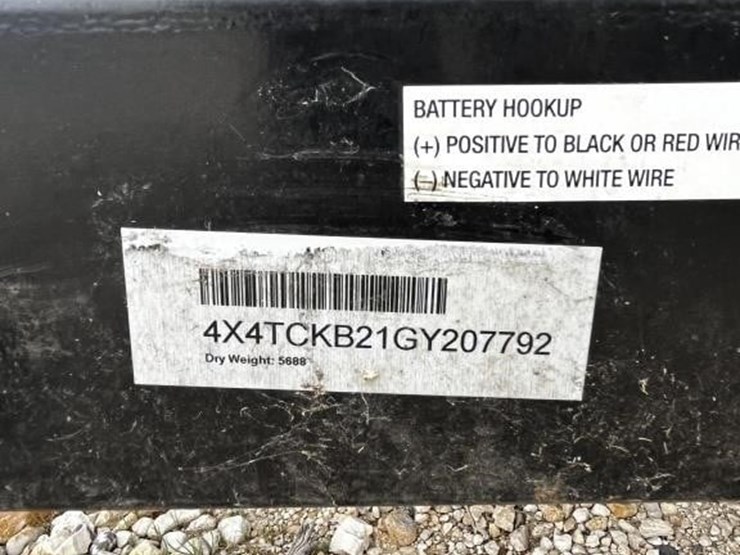 BATTERY HOOKUP
(+) POSITIVE TO BLACK OR RED WIR
(-) NEGATIVE TO WHITE WIRE
4X4TCKB21GY207792
Dry Weight: 5688